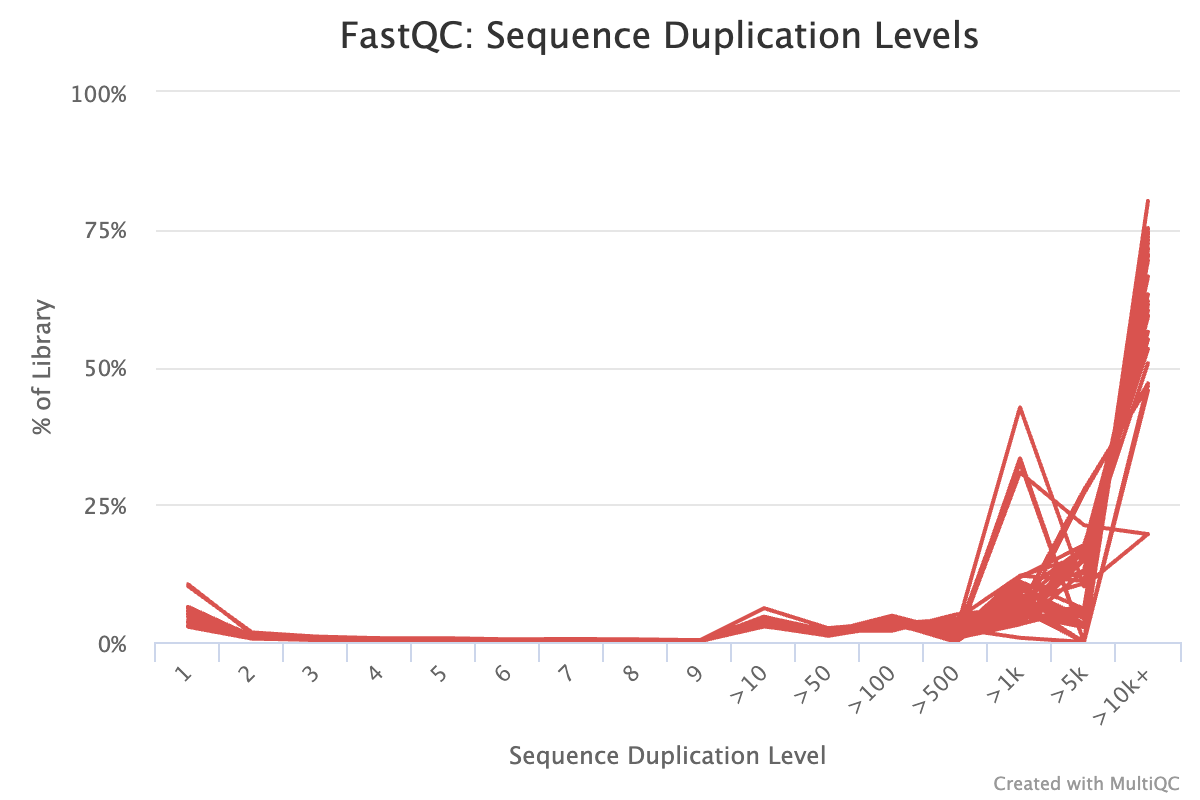 FastQC: Sequence Duplication Levels
% of Library
100%
75%
50%
25%
0%
1
2
3
4
5
6
7
8
9
>10
>50
>100
>500
>1k
>5k
>10k+
Sequence Duplication Level
Created with MultiQC